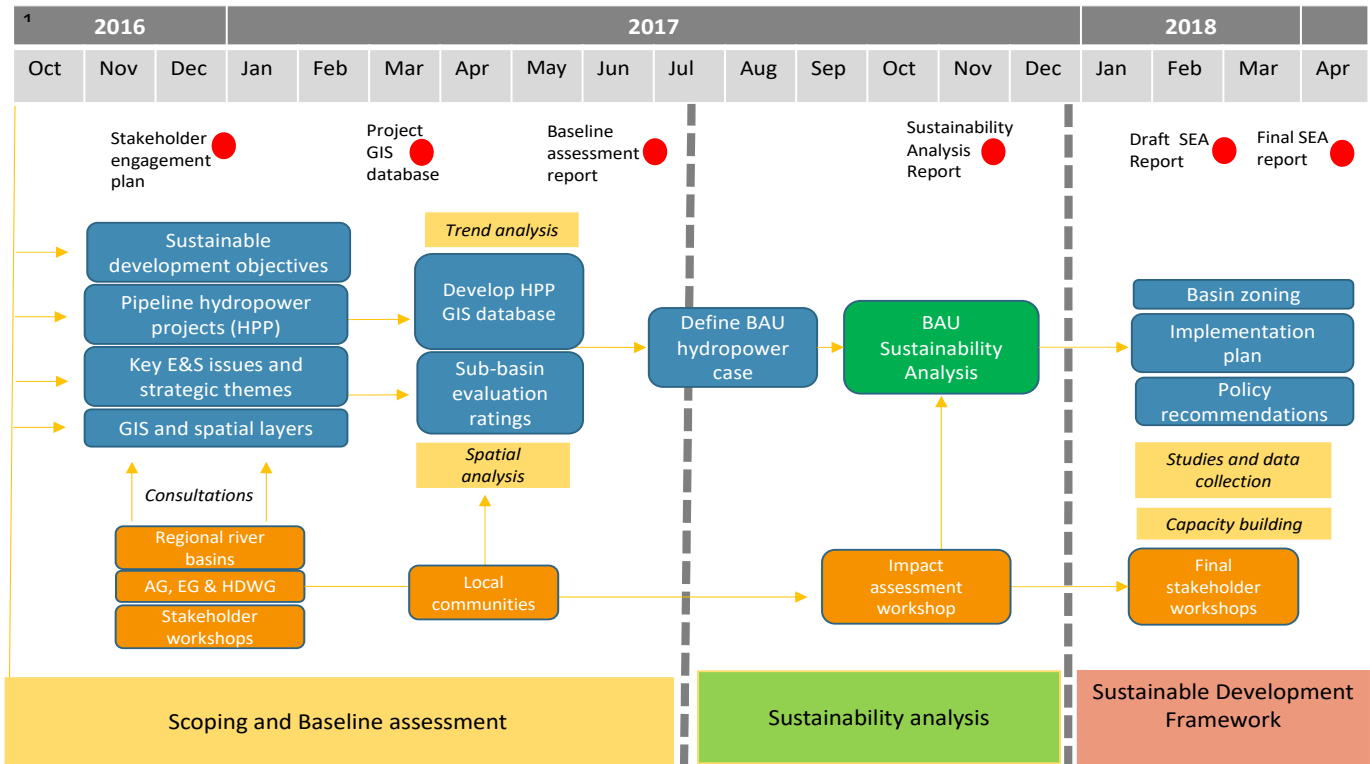 1
2016
2017
2018
Oct
Nov
Dec
Jan
Feb
Mar
Apr
May
Jun
Jul
Aug
Sep
Oct
Nov
Dec
Jan
Feb
Mar
Apr
Stakeholder
engagement
plan
Project
GIS
database
Baseline
assessment
report
Sustainability
Analysis
Report
Draft SEA
Report
Final SEA
report
Sustainable
development objectives
Pipeline hydropower
projects (HPP)
Key E&S issues and
strategic themes
GIS and spatial layers
Trend analysis
Develop HPP
GIS database
Sub-basin
evaluation
ratings
Spatial
analysis
Define BAU
hydropower
case
BAU
Sustainability
Analysis
Basin zoning
Implementation
plan
Policy
recommendations
Studies and data
collection
Capacity building
Consultations
Regional river
basins
AG, EG & HDWG
Stakeholder
workshops
Local
communities
Impact
assessment
workshop
Final
stakeholder
workshops
Scoping and Baseline assessment
Sustainability analysis
Sustainable Development
Framework